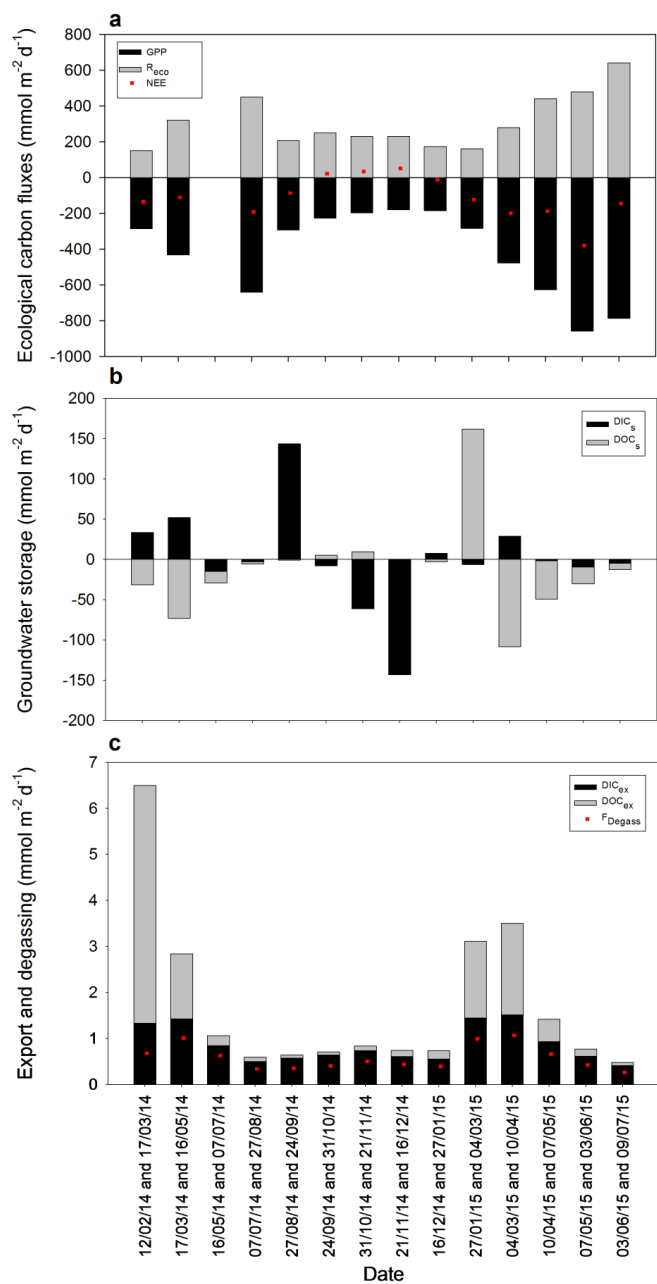 a
Ecological carbon fluxes (mmol m⁻² d⁻¹)
800
600
400
200
0
-200
-400
-600
-800
-1000
GPP
Reco
NEE
b
Groundwater storage (mmol m⁻² d⁻¹)
200
150
100
50
0
-50
-100
-150
-200
DICs
DOCs
c
Export and degassing (mmol m⁻² d⁻¹)
7
6
5
4
3
2
1
0
DICex
DOCex
FDegass
12/02/14 and 17/03/14
17/03/14 and 16/05/14
16/05/14 and 07/07/14
07/07/14 and 27/08/14
27/08/14 and 24/09/14
24/09/14 and 31/10/14
31/10/14 and 21/11/14
21/11/14 and 16/12/14
16/12/14 and 27/01/15
27/01/15 and 04/03/15
04/03/15 and 10/04/15
10/04/15 and 07/05/15
07/05/15 and 03/06/15
03/06/15 and 09/07/15
Date